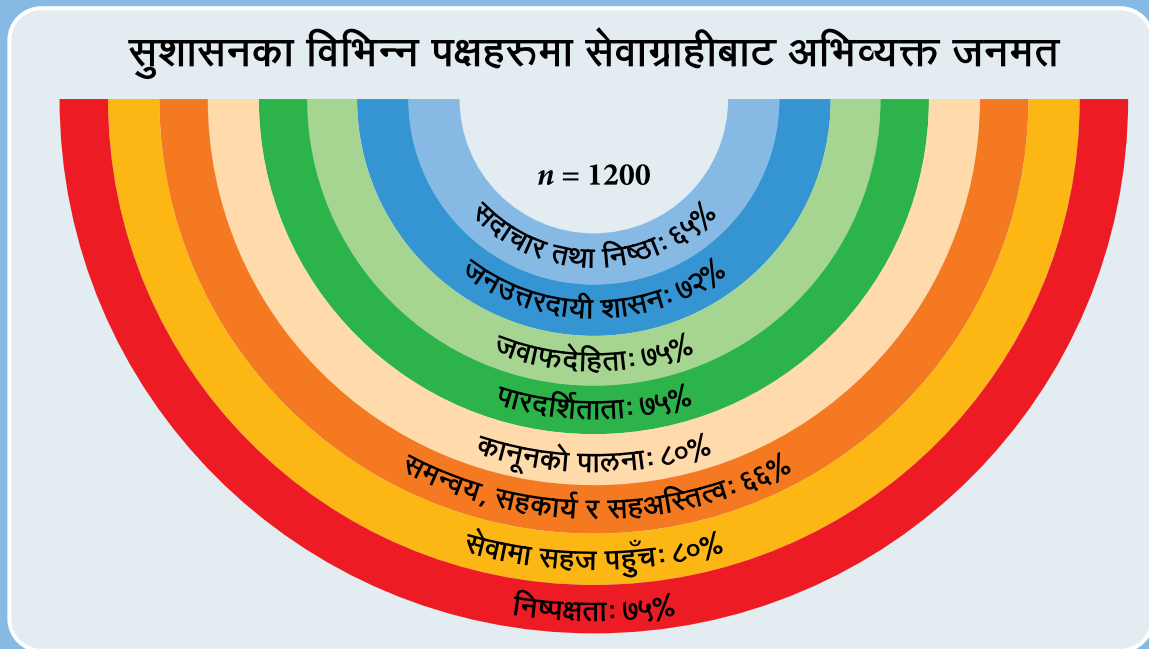 सुशासनका विभिन्न पक्षहरुमा सेवाग्राहीबाट अभिव्यक्त जनमत
n = 1200
सदाचार तथा निष्ठा: ६५%
जनउत्तरदायी शासन: ७२%
जवाफदेहिता: ७५%
पारदर्शिताता: ७५%
कानूनको पालना: ८०%
समन्वय, सहकार्य र सहअस्तित्व: ६६%
सेवामा सहज पहुँच: ८०%
निष्पक्षता: ७५%